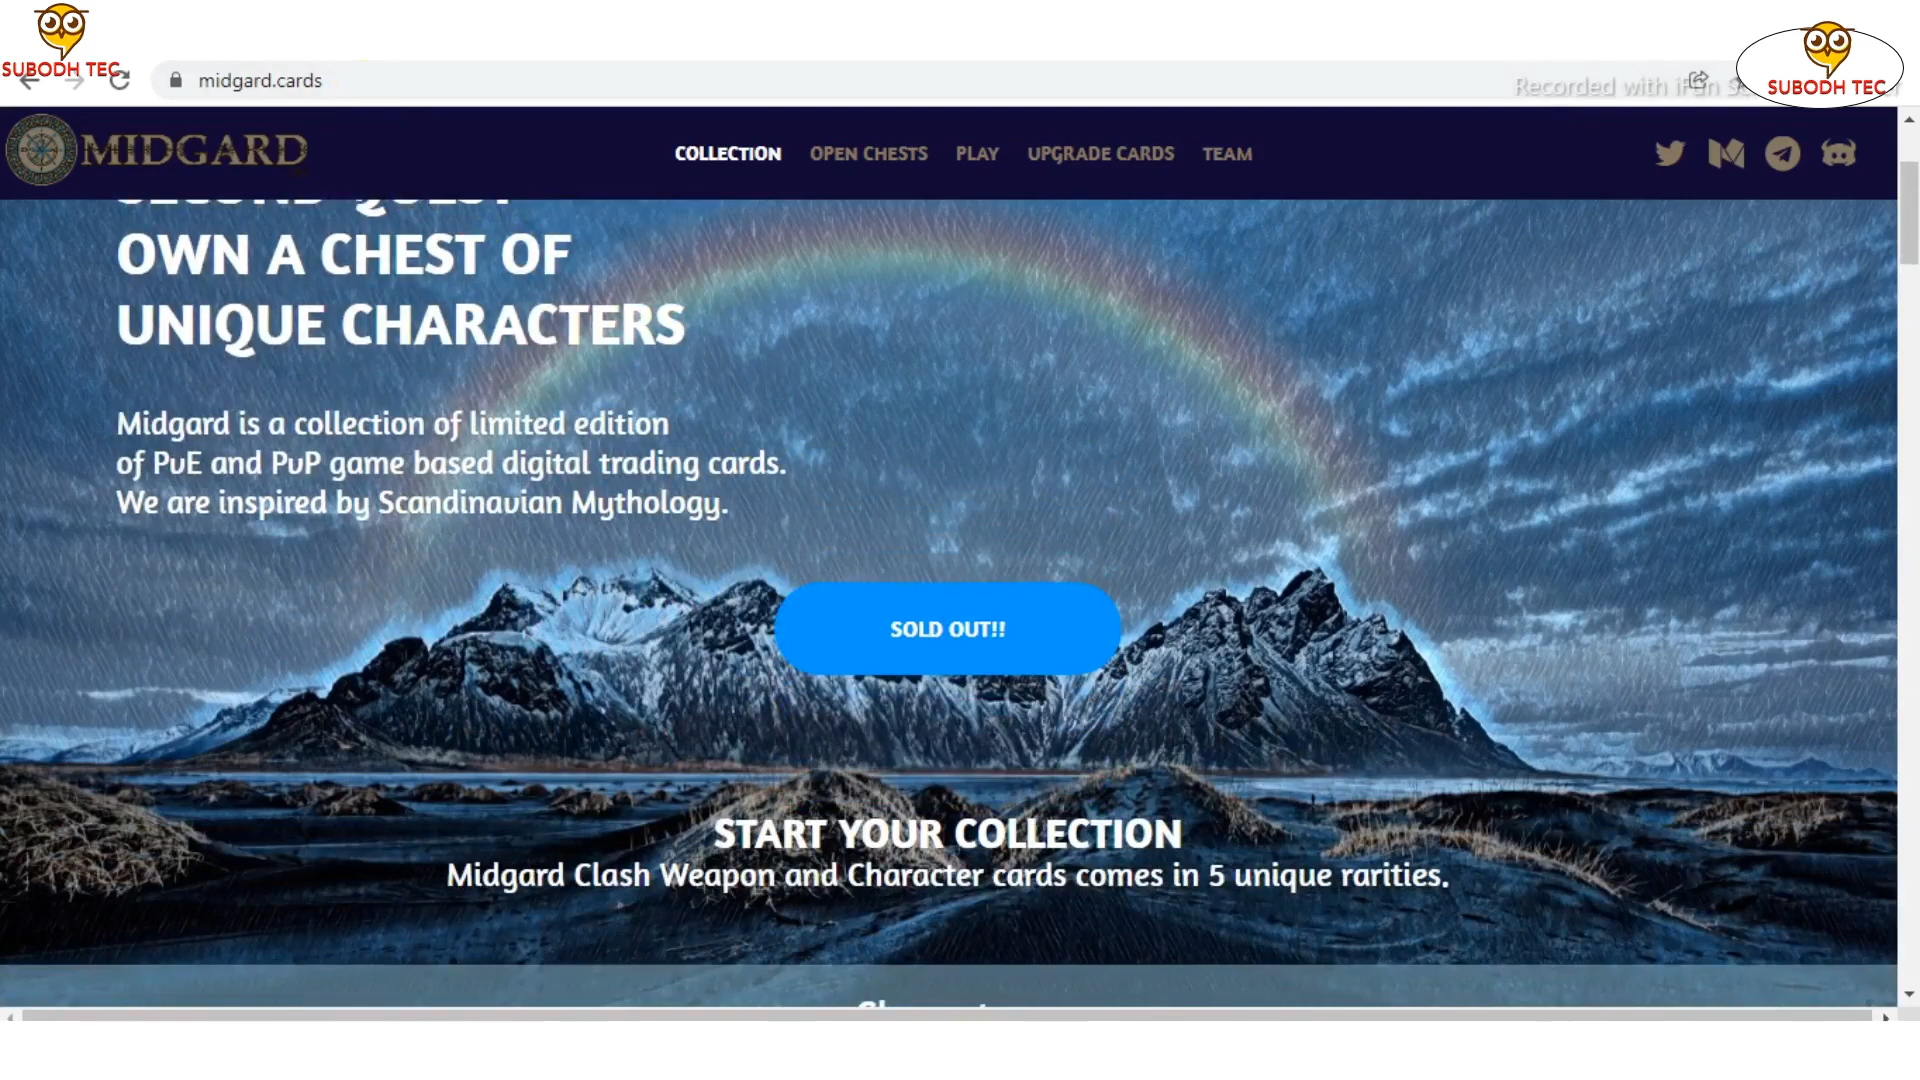 SUBODH TEC
midgard.cards
Recorded with iFun
SUBODH TEC
MIDGARD
COLLECTION
OPEN CHESTS
PLAY
UPGRADE CARDS
TEAM
SECOND QUEST
OWN A CHEST OF
UNIQUE CHARACTERS
Midgard is a collection of limited edition
of PvE and PvP game based digital trading cards.
We are inspired by Scandinavian Mythology.
SOLD OUT!!
START YOUR COLLECTION
Midgard Clash Weapon and Character cards comes in 5 unique rarities.